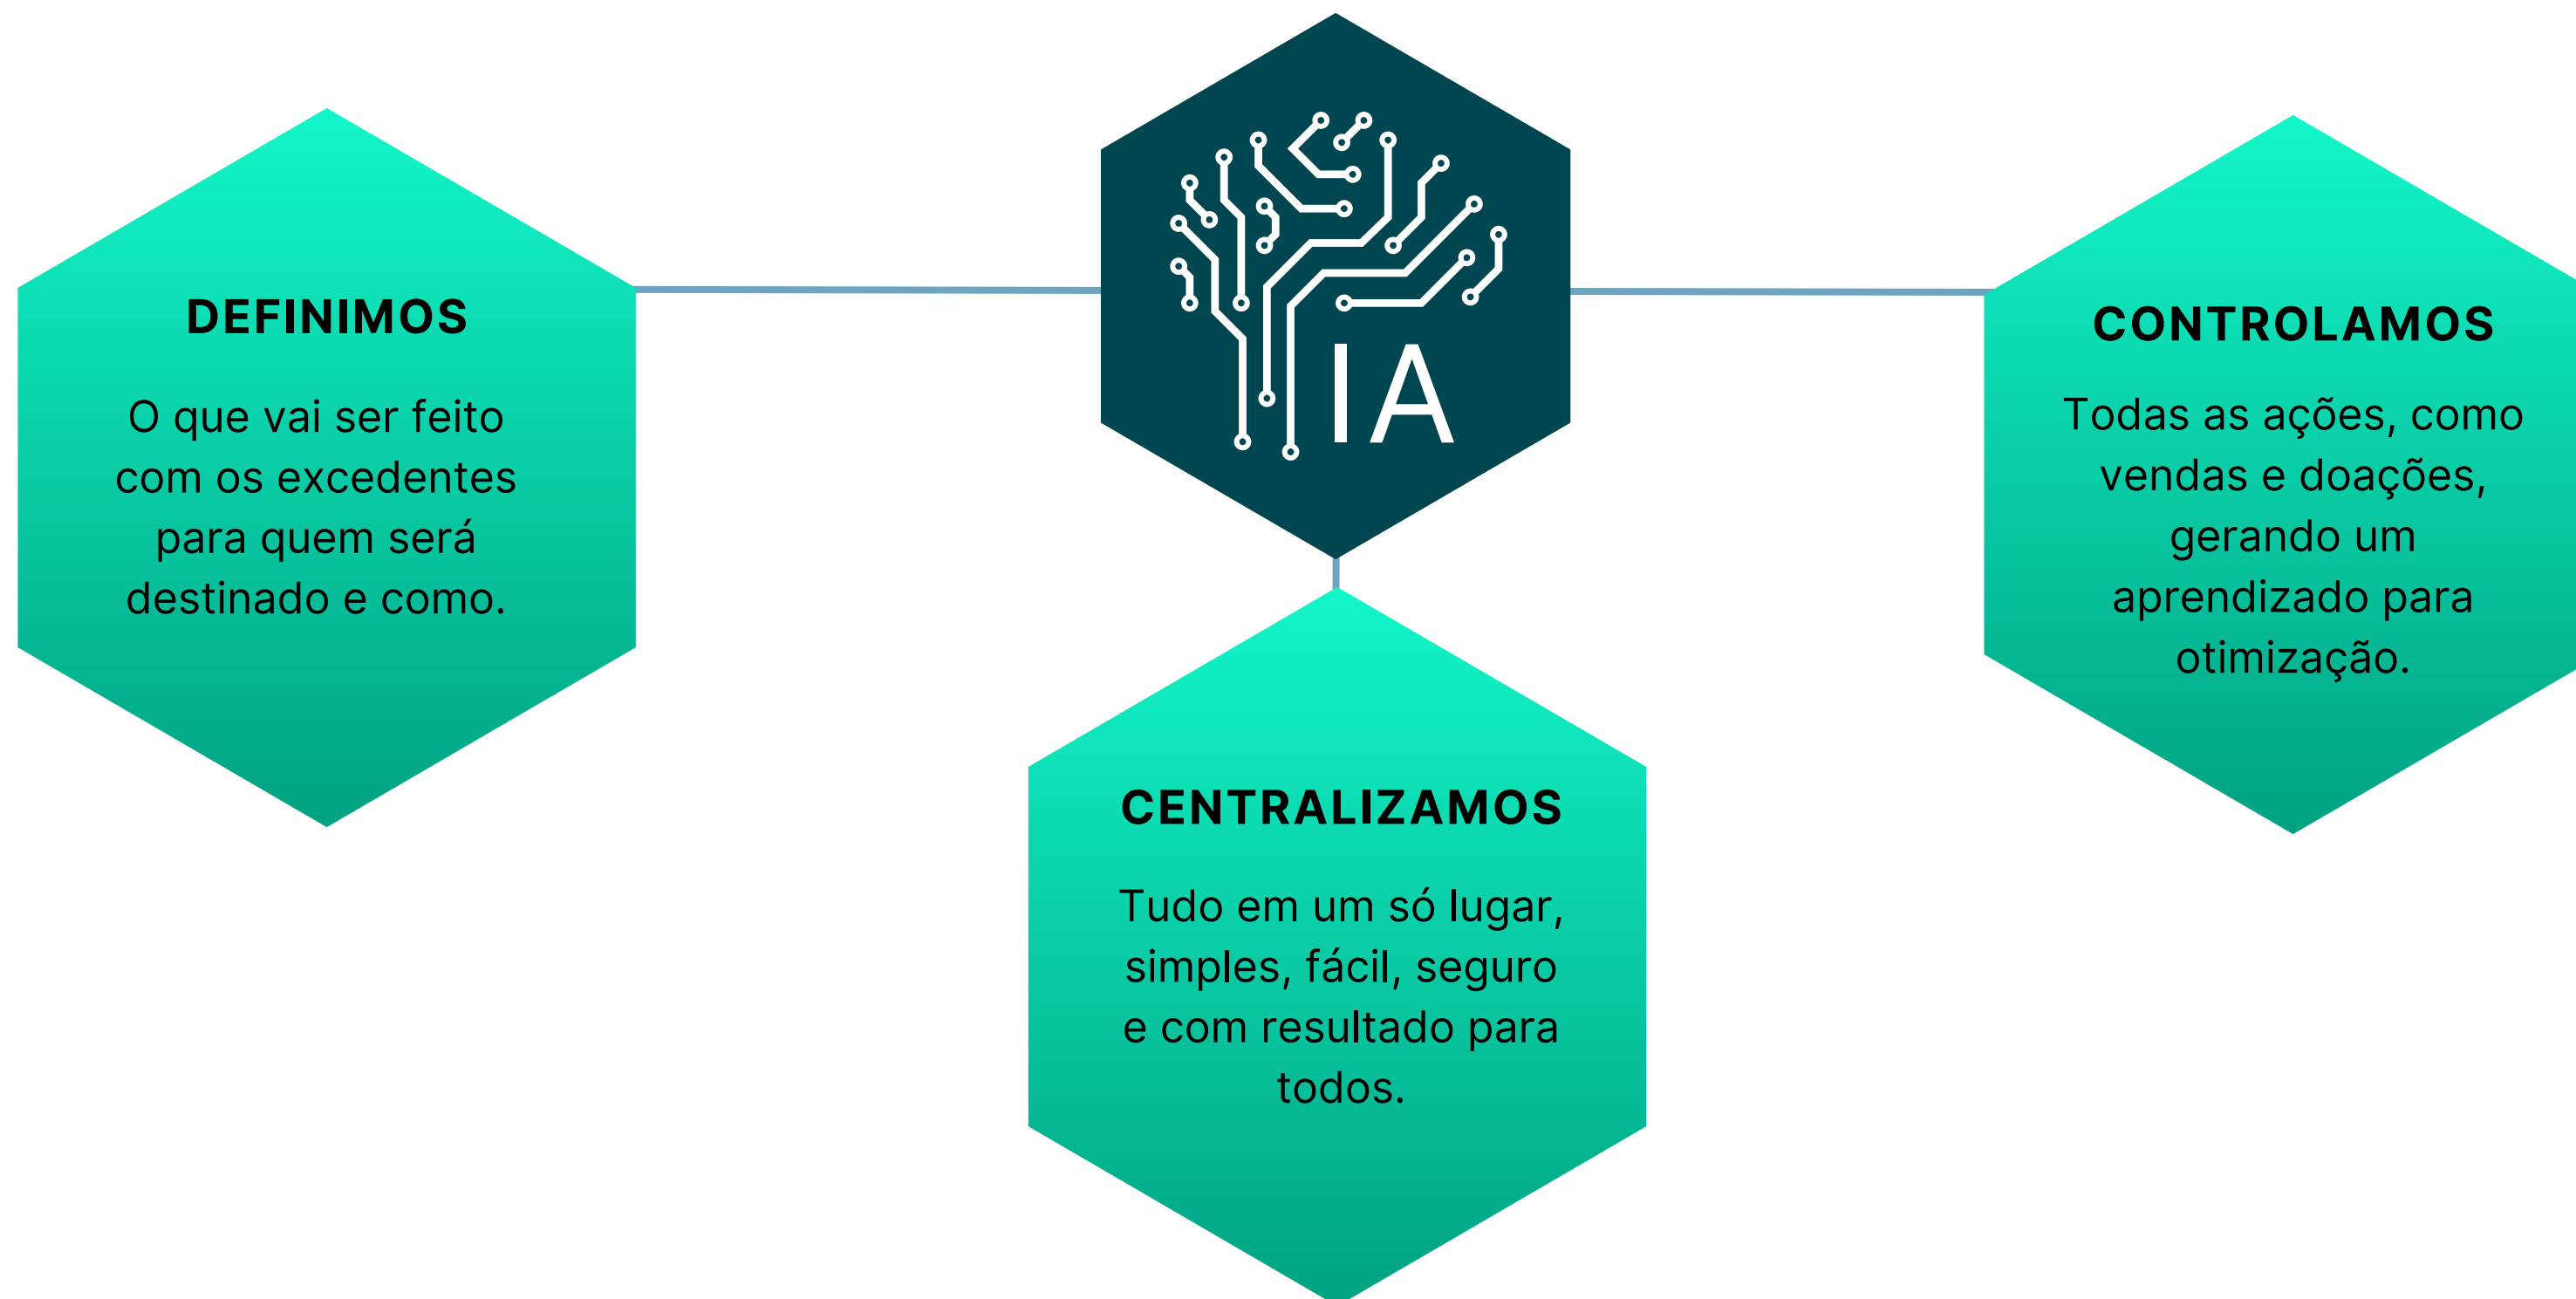 IA
DEFINIMOS
O que vai ser feito
com os excedentes
para quem será
destinado e como.
CENTRALIZAMOS
Tudo em um só lugar,
simples, fácil, seguro
e com resultado para
todos.
CONTROLAMOS
Todas as ações, como
vendas e doações,
gerando um
aprendizado para
otimização.